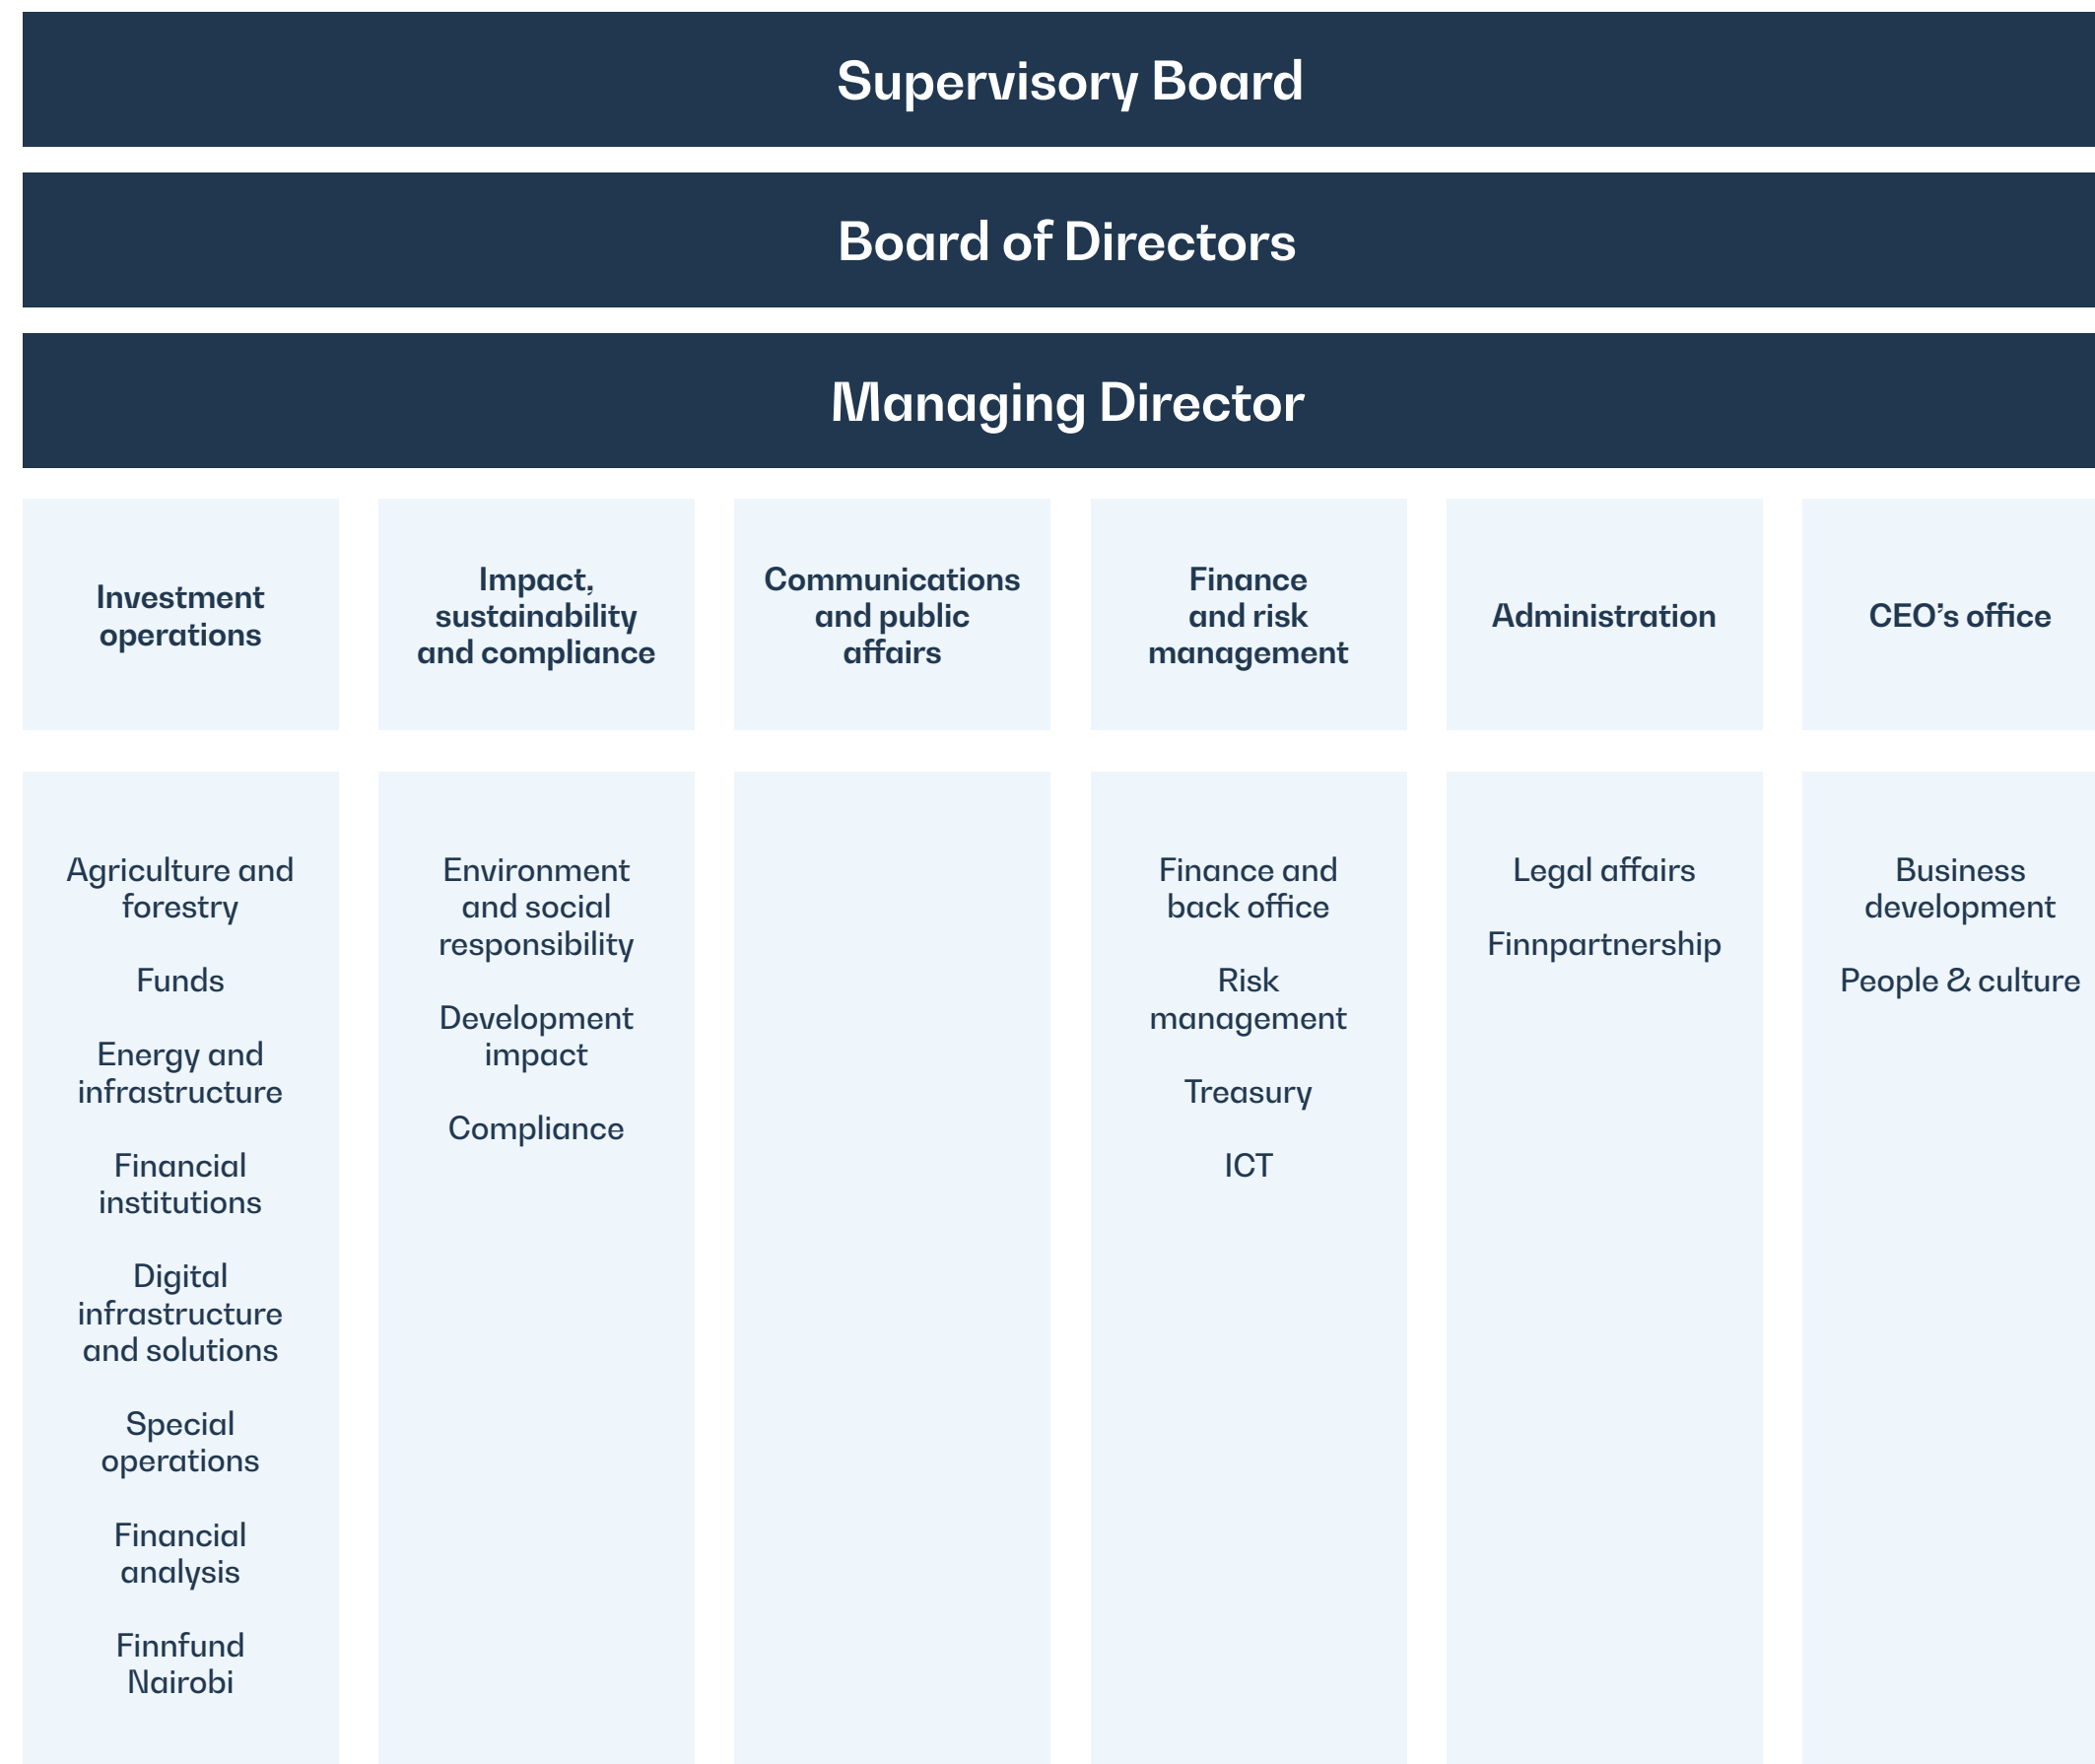 Supervisory Board
Board of Directors
Managing Director
Investment
operations
Impact,
sustainability
and compliance
Communications
and public
affairs
Finance
and risk
management
Administration
CEO’s office
Agriculture and
forestry
Funds
Energy and
infrastructure
Financial
institutions
Digital
infrastructure
and solutions
Special
operations
Financial
analysis
Finnfund
Nairobi
Environment
and social
responsibility
Development
impact
Compliance
Finance and
back office
Risk
management
Treasury
ICT
Legal affairs
Finnpartnership
Business
development
People & culture